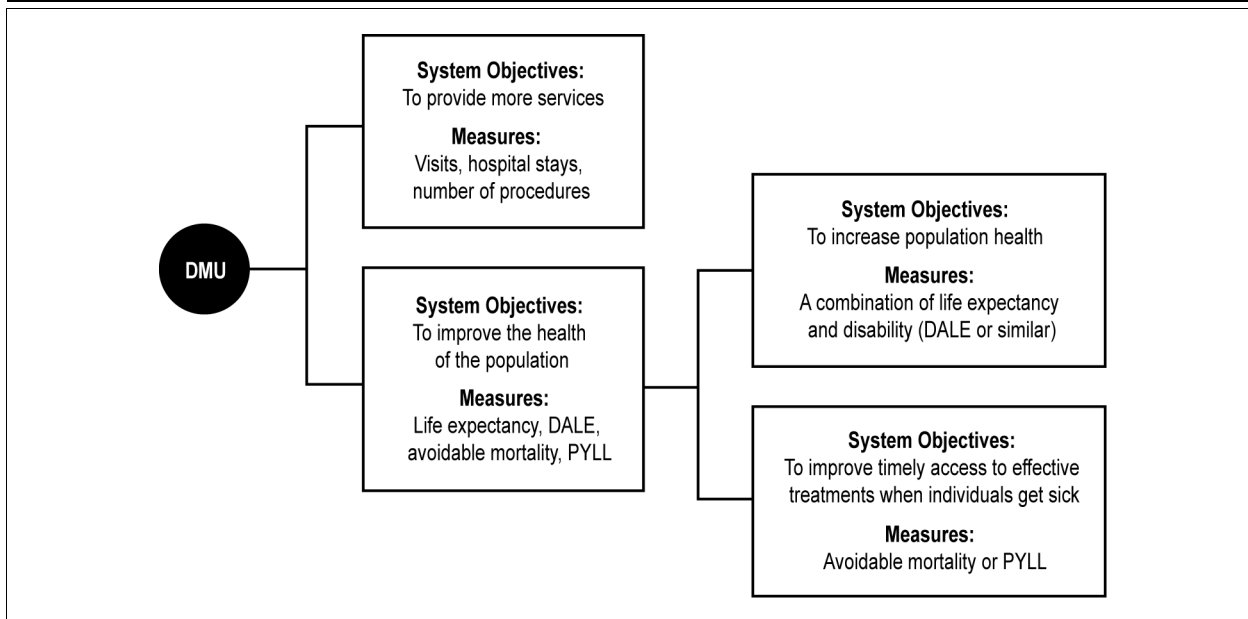 DMU
System Objectives:
To provide more services
Measures:
Visits, hospital stays,
number of procedures
System Objectives:
To improve the health
of the population
Measures:
Life expectancy, DALE,
avoidable mortality, PYLL
System Objectives:
To increase population health
Measures:
A combination of life expectancy
and disability (DALE or similar)
System Objectives:
To improve timely access to effective
treatments when individuals get sick
Measures:
Avoidable mortality or PYLL